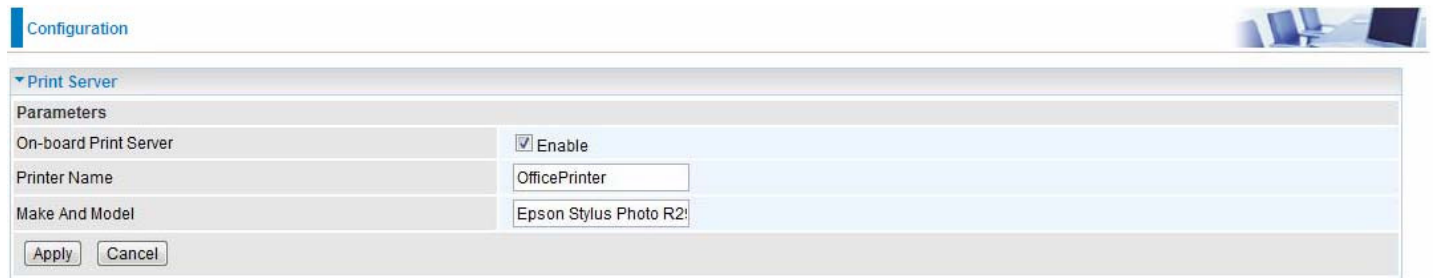 Configuration
Print Server
Parameters
On-board Print Server Enable
Printer Name OfficePrinter
Make And Model Epson Stylus Photo
Apply Cancel